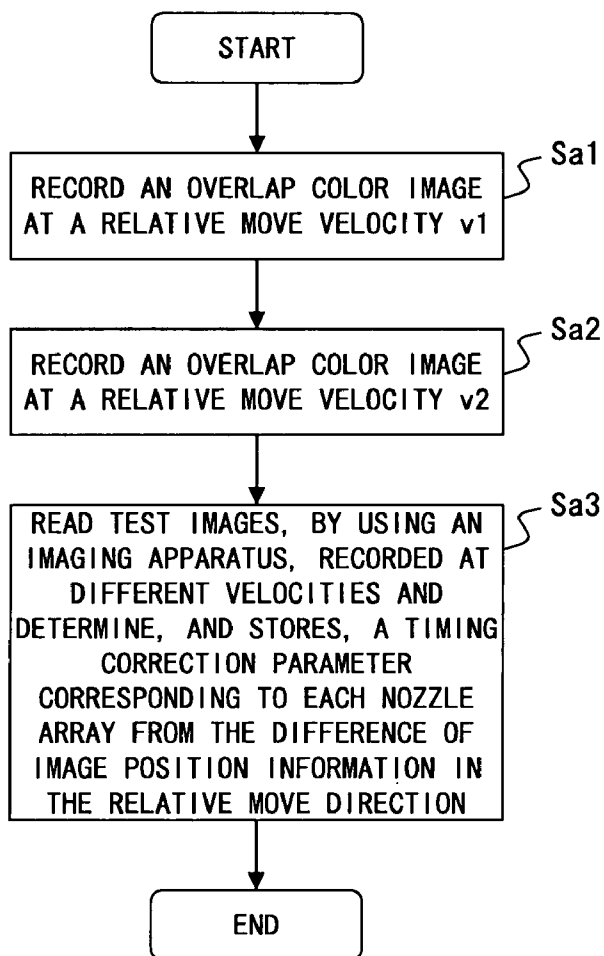 START
RECORD AN OVERLAP COLOR IMAGE
AT A RELATIVE MOVE VELOCITY v1
Sa1
RECORD AN OVERLAP COLOR IMAGE
AT A RELATIVE MOVE VELOCITY v2
Sa2
READ TEST IMAGES, BY USING AN
IMAGING APPARATUS, RECORDED AT
DIFFERENT VELOCITIES AND
DETERMINE, AND STORES, A TIMING
CORRECTION PARAMETER
CORRESPONDING TO EACH NOZZLE
ARRAY FROM THE DIFFERENCE OF
IMAGE POSITION INFORMATION IN
THE RELATIVE MOVE DIRECTION
Sa3
END